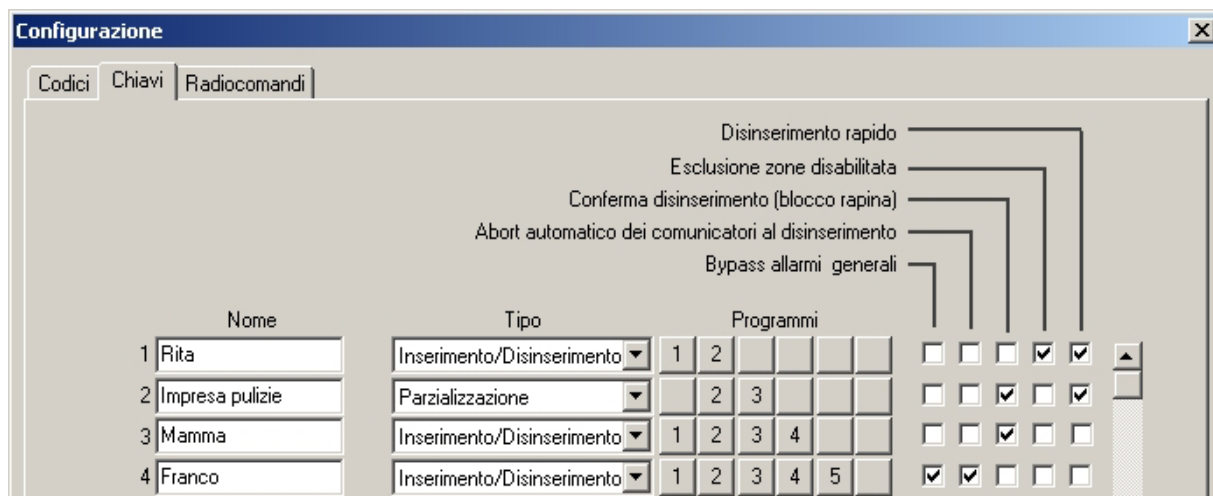 Configurazione
Codici Chiavi Radiocomandi
Disinserimento rapido
Esclusione zone disabilitata
Conferma disinserimento (blocco rapina)
Abort automatico dei comunicatori al disinserimento
Bypass allarmi generali
Nome Tipo Programmi
1 Rita Inserimento/Disinserimento 1 2
2 Impresa pulizie Parzializzazione 2 3
3 Mamma Inserimento/Disinserimento 1 2 3 4
4 Franco Inserimento/Disinserimento 1 2 3 4 5